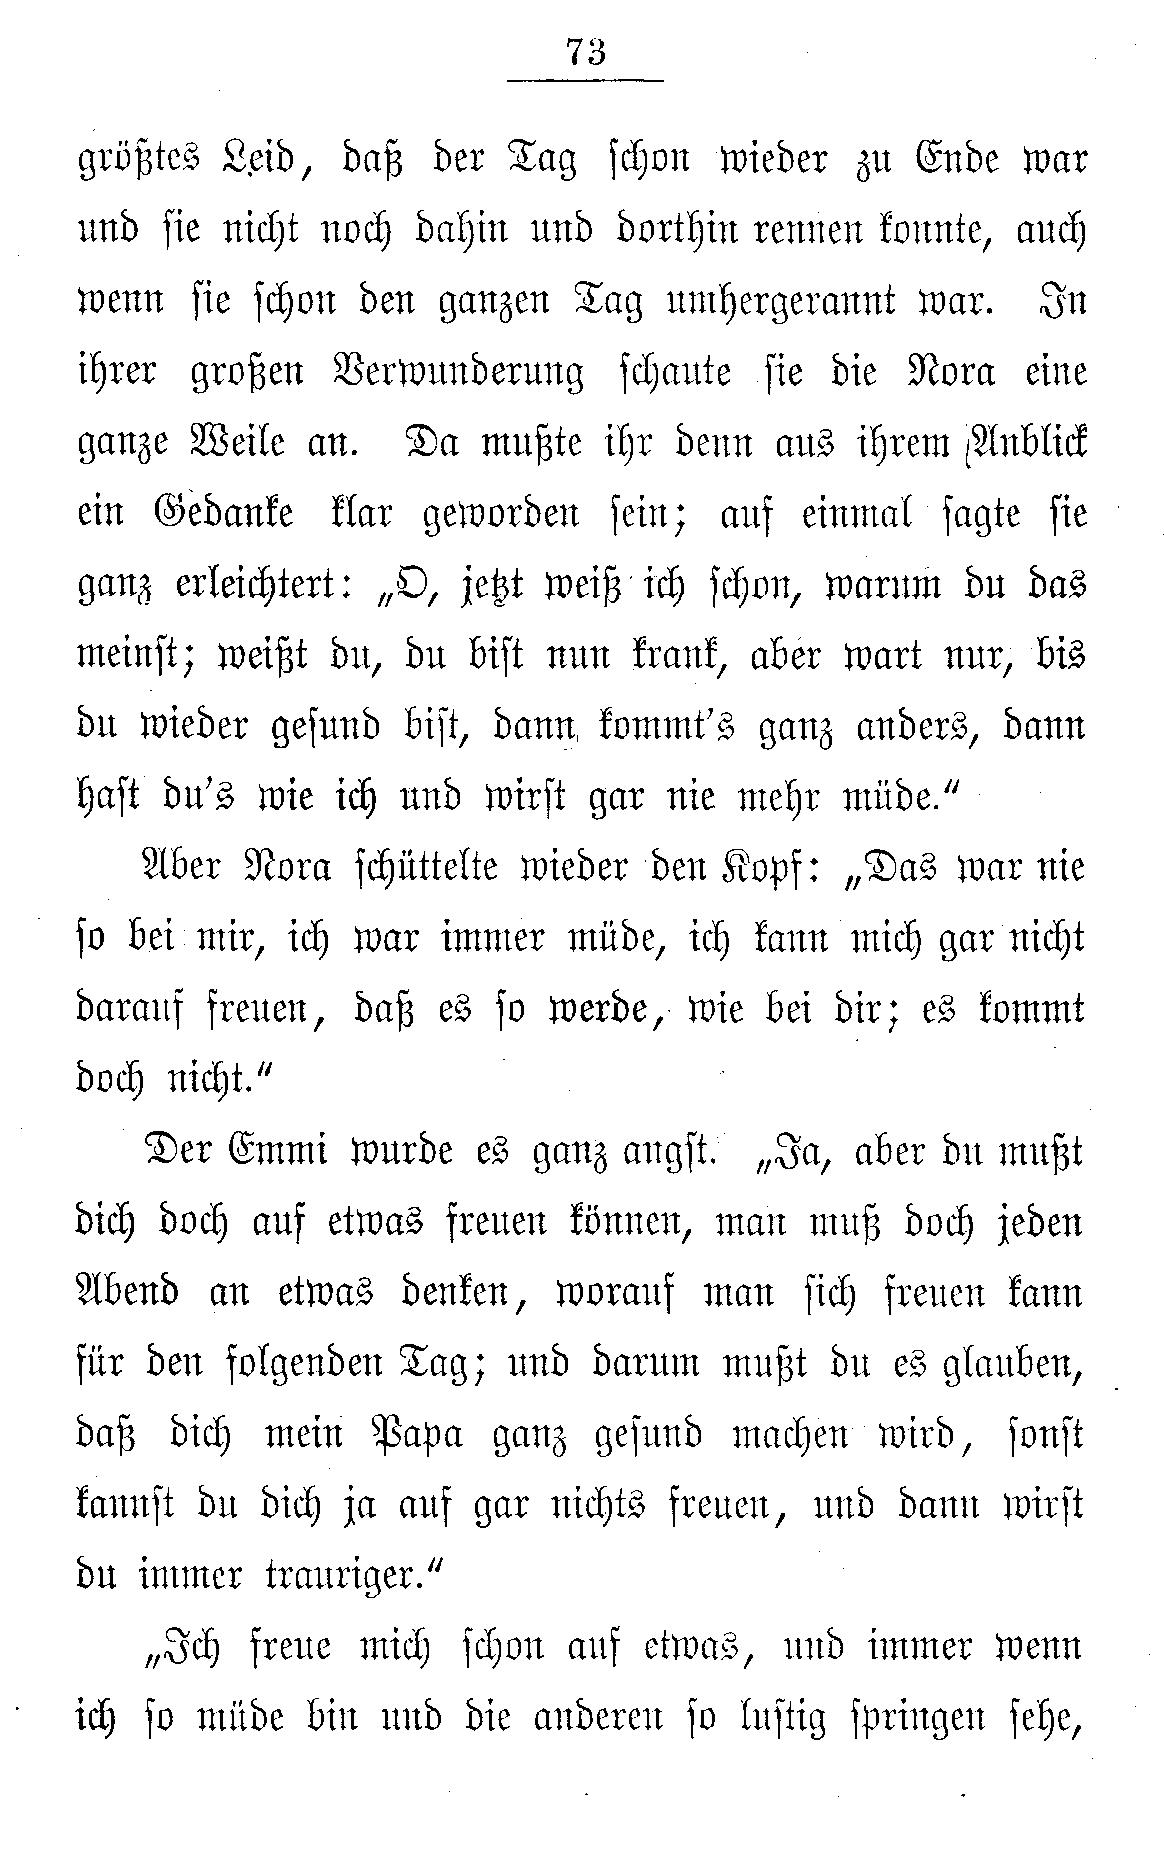 73
größtes Leid, daß der Tag schon wieder zu Ende war
und sie nicht noch dahin und dorthin rennen konnte, auch
wenn sie schon den ganzen Tag umhergerannt war. In
ihrer großen Verwunderung schaute sie die Nora eine
ganze Weile an. Da mußte ihr denn aus ihrem Anblick
ein Gedanke klar geworden sein; auf einmal sagte sie
ganz erleichtert: „O, jetzt weiß ich schon, warum du das
meinst; weißt du, du bist nun krank, aber wart nur, bis
du wieder gesund bist, dann kommt's ganz anders, dann
hast du's wie ich und wirst gar nie mehr müde.“
Aber Nora schüttelte wieder den Kopf: „Das war nie
so bei mir, ich war immer müde, ich kann mich gar nicht
darauf freuen, daß es so werde, wie bei dir; es kommt
doch nicht.“
Der Emmi wurde es ganz angst. „Ja, aber du mußt
dich doch auf etwas freuen können, man muß doch jeden
Abend an etwas denken, worauf man sich freuen kann
für den folgenden Tag; und darum mußt du es glauben,
daß dich mein Papa ganz gesund machen wird, sonst
kannst du dich ja auf gar nichts freuen, und dann wirst
du immer trauriger.“
„Ich freue mich schon auf etwas, und immer wenn
ich so müde bin und die anderen so lustig springen sehe,